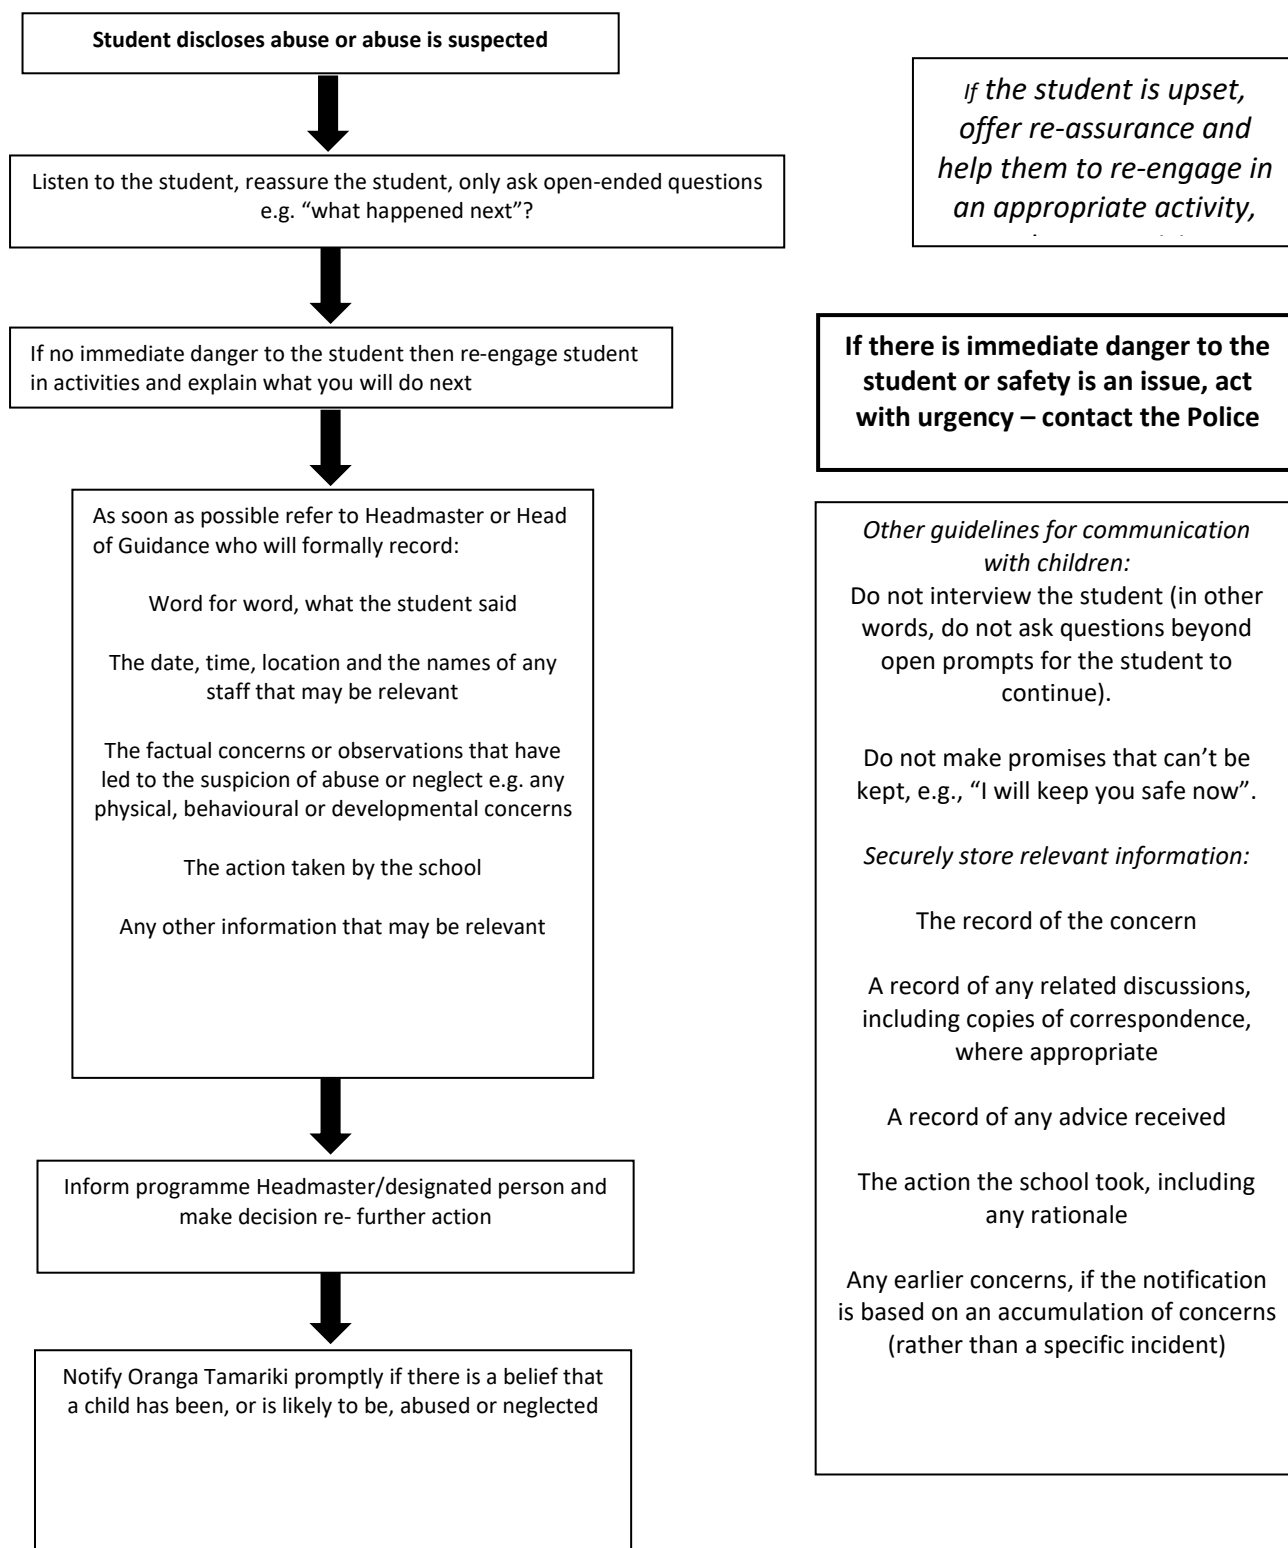 Student discloses abuse or abuse is suspected
Listen to the student, reassure the student, only ask open-ended questions
e.g. “what happened next”?
If no immediate danger to the student then re-engage student
in activities and explain what you will do next
As soon as possible refer to Headmaster or Head
of Guidance who will formally record:
Word for word, what the student said
The date, time, location and the names of any
staff that may be relevant
The factual concerns or observations that have
led to the suspicion of abuse or neglect e.g. any
physical, behavioural or developmental concerns
The action taken by the school
Any other information that may be relevant
Inform programme Headmaster/designated person and
make decision re- further action
Notify Oranga Tamariki promptly if there is a belief that
a child has been, or is likely to be, abused or neglected
If the student is upset,
offer re-assurance and
help them to re-engage in
an appropriate activity,
If there is immediate danger to the
student or safety is an issue, act
with urgency – contact the Police
Other guidelines for communication
with children:
Do not interview the student (in other
words, do not ask questions beyond
open prompts for the student to
continue).
Do not make promises that can’t be
kept, e.g., “I will keep you safe now”.
Securely store relevant information:
The record of the concern
A record of any related discussions,
including copies of correspondence,
where appropriate
A record of any advice received
The action the school took, including
any rationale
Any earlier concerns, if the notification
is based on an accumulation of concerns
(rather than a specific incident)